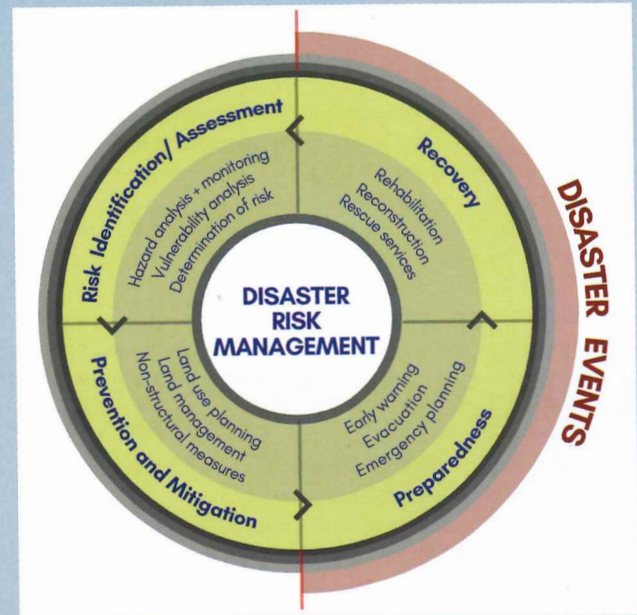 DISASTER
RISK
MANAGEMENT
Risk Identification/ Assessment
Hazard analysis + monitoring
Vulnerability analysis
Determination of risk
Recovery
Rehabilitation
Reconstruction
Rescue services
DISASTER EVENTS
Prevention and Mitigation
Land use planning
Land management
Non-structural measures
Preparedness
Early warning
Evacuation
Emergency planning